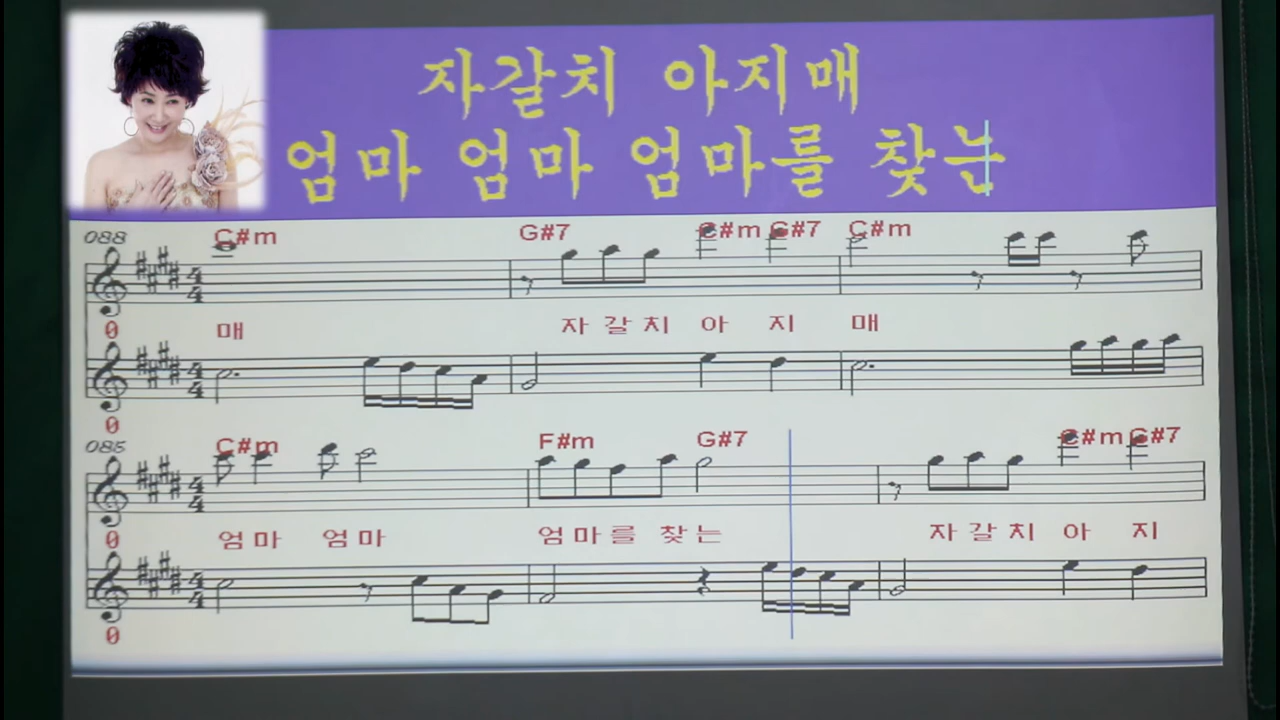 자갈치 아지매
엄마 엄마 엄마를 찾는
088
C#m G#7 C#m G#7 C#m
0 매 자갈치 아 지 매
0
085
C#m F#m G#7 C#m G#7
0 엄마 엄마 엄마를 찾는 자갈치 아 지
0